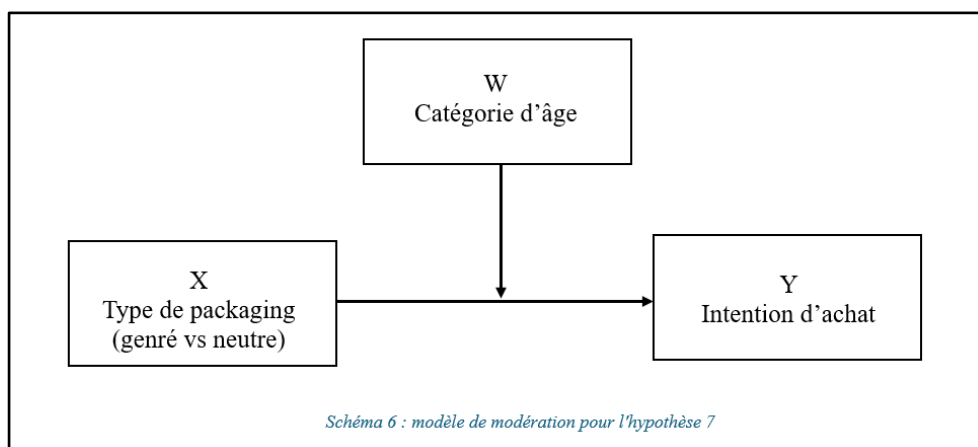 W
Catégorie d’âge
X
Type de packaging
(genré vs neutre)
Y
Intention d’achat
Schéma 6 : modèle de modération pour l'hypothèse 7